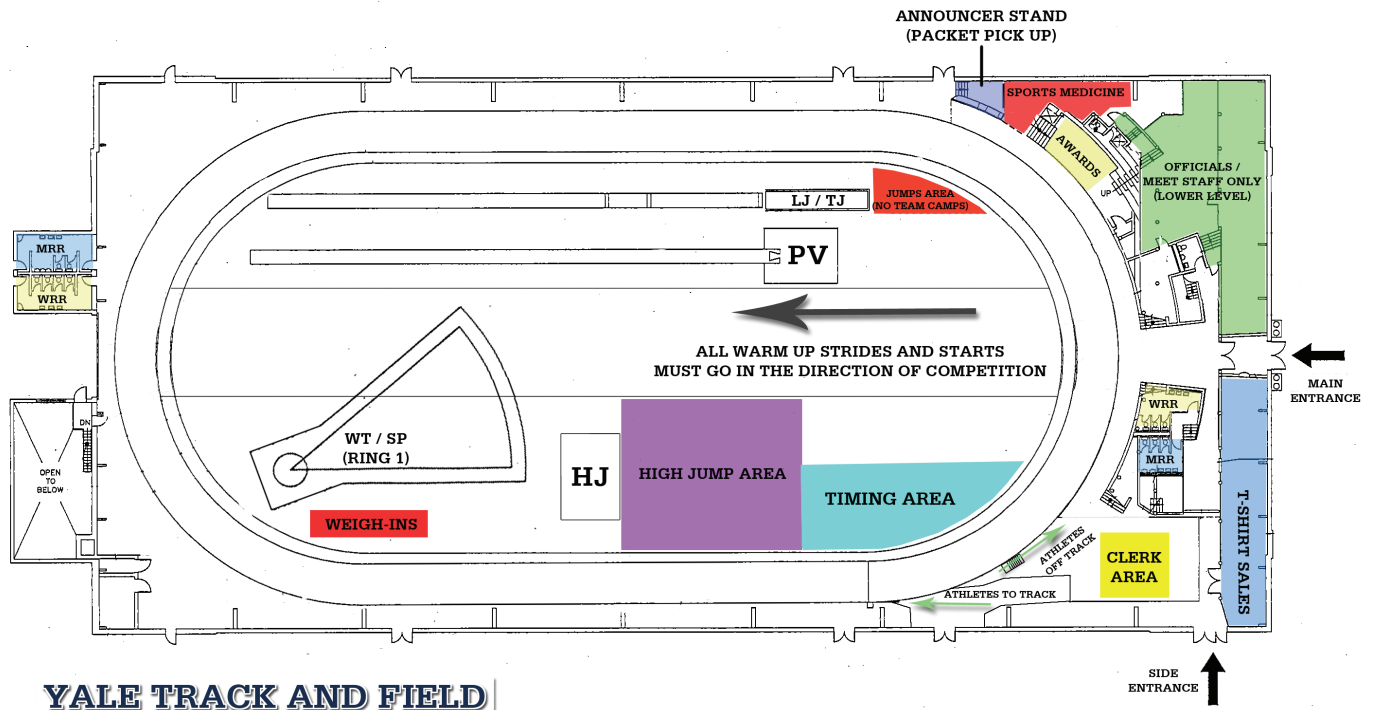 ANNOUNCER STAND
(PACKET PICK UP)
SPORTS MEDICINE
AWARDS
OFFICIALS /
MEET STAFF ONLY
(LOWER LEVEL)
UP
LJ / TJ
JUMPS AREA
(NO TEAM CAMPS)
PV
MRR
WRR
ALL WARM UP STRIDES AND STARTS
MUST GO IN THE DIRECTION OF COMPETITION
MAIN
ENTRANCE
WRR
MRR
DN
OPEN
TO
BELOW
WT / SP
(RING 1)
HJ
HIGH JUMP AREA
TIMING AREA
WEIGH-INS
T-SHIRT SALES
ATHLETES
OFF TRACK
CLERK
AREA
ATHLETES TO TRACK
SIDE
ENTRANCE
YALE TRACK AND FIELD